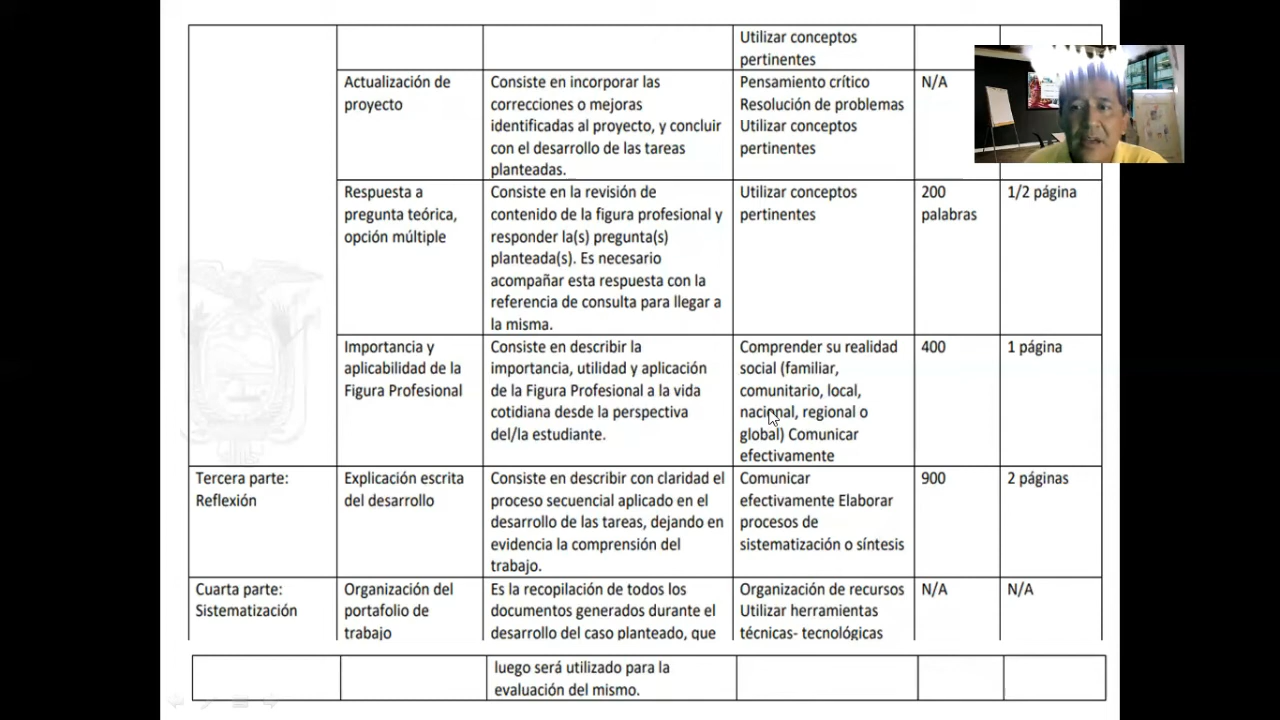 Utilizar conceptos
pertinentes
Actualización de
proyecto
Consiste en incorporar las
correcciones o mejoras
identificadas al proyecto, y concluir
con el desarrollo de las tareas
planteadas.
Pensamiento crítico
Resolución de problemas
Utilizar conceptos
pertinentes
N/A
Respuesta a
pregunta teórica,
opción múltiple
Consiste en la revisión de
contenido de la figura profesional y
responder la(s) pregunta(s)
planteada(s). Es necesario
acompañar esta respuesta con la
referencia de consulta para llegar a
la misma.
Utilizar conceptos
pertinentes
200
palabras
1/2 página
Importancia y
aplicabilidad de la
Figura Profesional
Consiste en describir la
importancia, utilidad y aplicación
de la Figura Profesional a la vida
cotidiana desde la perspectiva
del/la estudiante.
Comprender su realidad
social (familiar,
comunitario, local,
nacional, regional o
global) Comunicar
efectivamente
400
1 página
Tercera parte:
Reflexión
Explicación escrita
del desarrollo
Consiste en describir con claridad el
proceso secuencial aplicado en el
desarrollo de las tareas, dejando en
evidencia la comprensión del
trabajo.
Comunicar
efectivamente Elaborar
procesos de
sistematización o síntesis
900
2 páginas
Cuarta parte:
Sistematización
Organización del
portafolio de
trabajo
Es la recopilación de todos los
documentos generados durante el
desarrollo del caso planteado, que
Organización de recursos
Utilizar herramientas
técnicas- tecnológicas
N/A
N/A
luego será utilizado para la
evaluación del mismo.